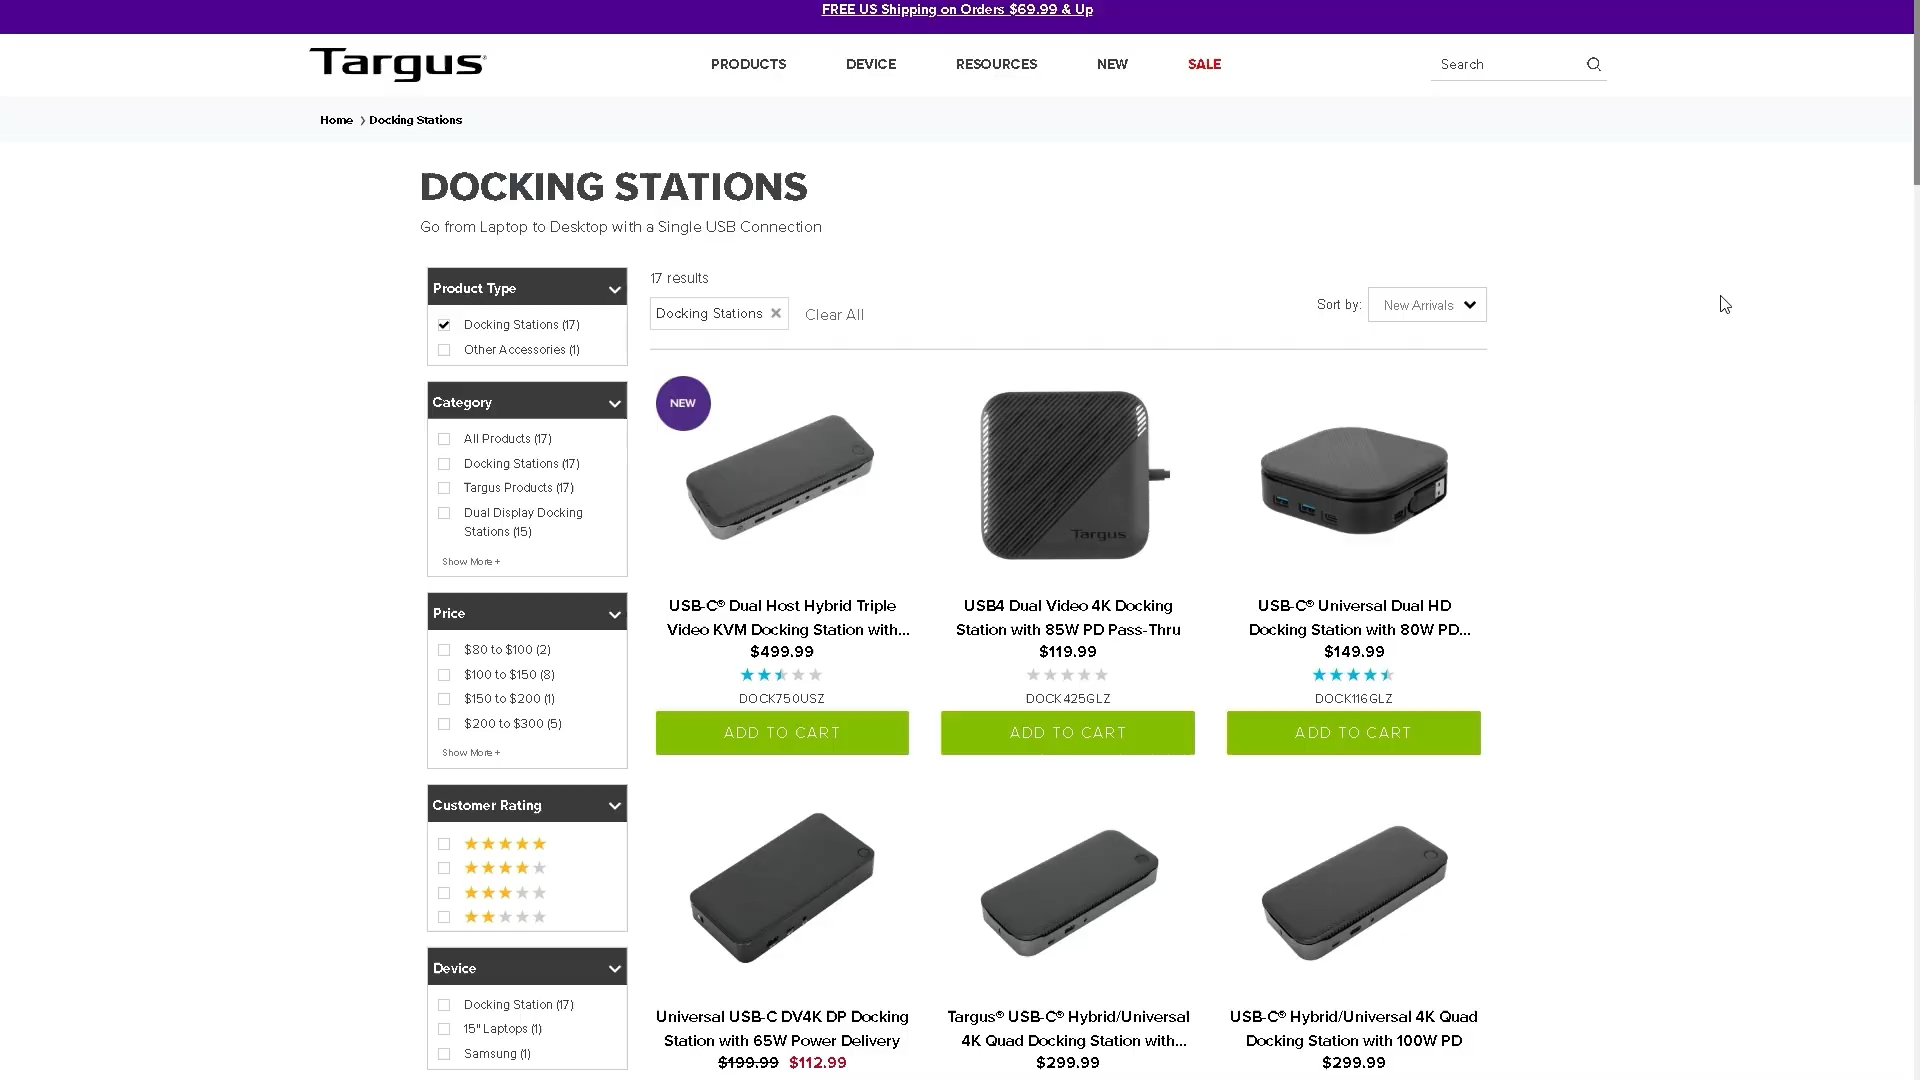 FREE US Shipping on Orders $69.99 & Up
Targus
PRODUCTS
DEVICE
RESOURCES
NEW
SALE
Search
Home
Docking Stations
DOCKING STATIONS
Go from Laptop to Desktop with a Single USB Connection
Product Type
Docking Stations (17)
Other Accessories (1)
Category
All Products (17)
Docking Stations (17)
Targus Products (17)
Dual Display Docking
Stations (15)
Show More +
Price
$80 to $100 (2)
$100 to $150 (8)
$150 to $200 (1)
$200 to $300 (5)
Show More +
Customer Rating
Device
Docking Station (17)
15" Laptops (1)
Samsung (1)
17 results
Docking Stations
Clear All
Sort by:
New Arrivals
NEW
USB-C® Dual Host Hybrid Triple
Video KVM Docking Station with...
$499.99
DOCK750USZ
ADD TO CART
Targus
USB4 Dual Video 4K Docking
Station with 85W PD Pass-Thru
$119.99
DOCK425GLZ
ADD TO CART
USB-C® Universal Dual HD
Docking Station with 80W PD...
$149.99
DOCK116GLZ
ADD TO CART
Universal USB-C DV4K DP Docking
Station with 65W Power Delivery
$199.99 $112.99
Targus® USB-C® Hybrid/Universal
4K Quad Docking Station with...
$299.99
USB-C® Hybrid/Universal 4K Quad
Docking Station with 100W PD
$299.99